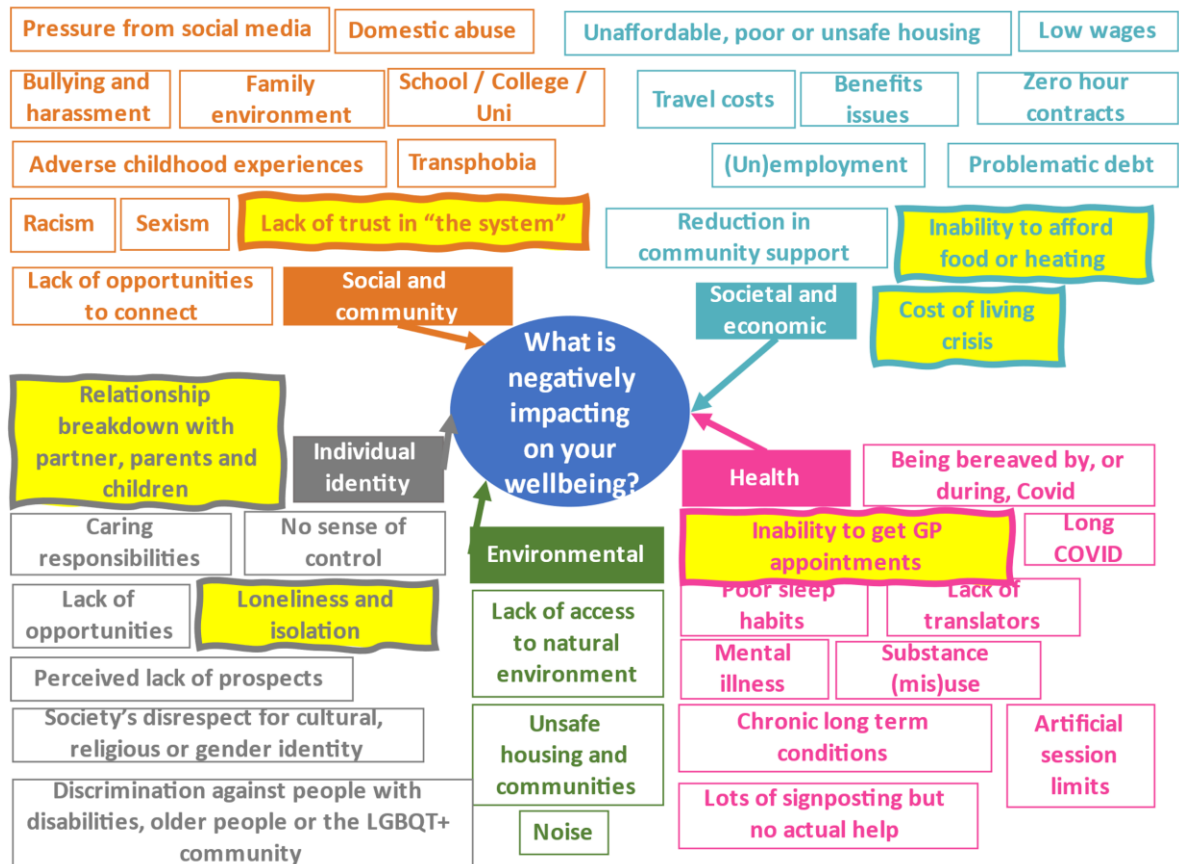 Pressure from social media
Domestic abuse
Bullying and
harassment
Family
environment
School / College /
Uni
Adverse childhood experiences
Transphobia
Racism
Sexism
Lack of trust in “the system”
Lack of opportunities
to connect
Social and
community
Unaffordable, poor or unsafe housing
Low wages
Travel costs
Benefits
issues
Zero hour
contracts
(Un)employment
Problematic debt
Reduction in
community support
Inability to afford
food or heating
Societal and
economic
Cost of living
crisis
What is
negatively
impacting
on your
wellbeing?
Relationship
breakdown with
partner, parents and
children
Individual
identity
Caring
responsibilities
No sense of
control
Lack of
opportunities
Loneliness and
isolation
Perceived lack of prospects
Society’s disrespect for cultural,
religious or gender identity
Discrimination against people with
disabilities, older people or the LGBQT+
community
Environmental
Lack of access
to natural
environment
Unsafe
housing and
communities
Noise
Health
Being bereaved by, or
during, Covid
Inability to get GP
appointments
Long
COVID
Poor sleep
habits
Lack of
translators
Mental
illness
Substance
(mis)use
Chronic long term
conditions
Artificial
session
limits
Lots of signposting but
no actual help